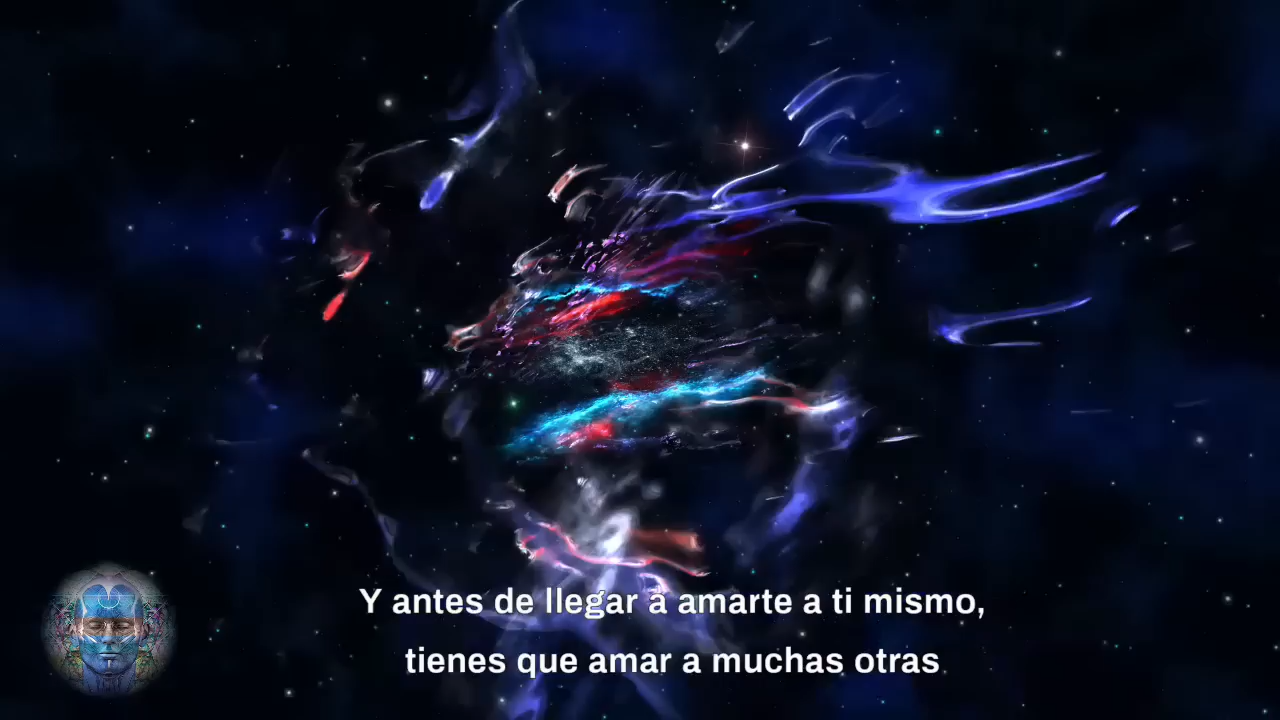 Y antes de llegar a amarte a ti mismo,
tienes que amar a muchas otras